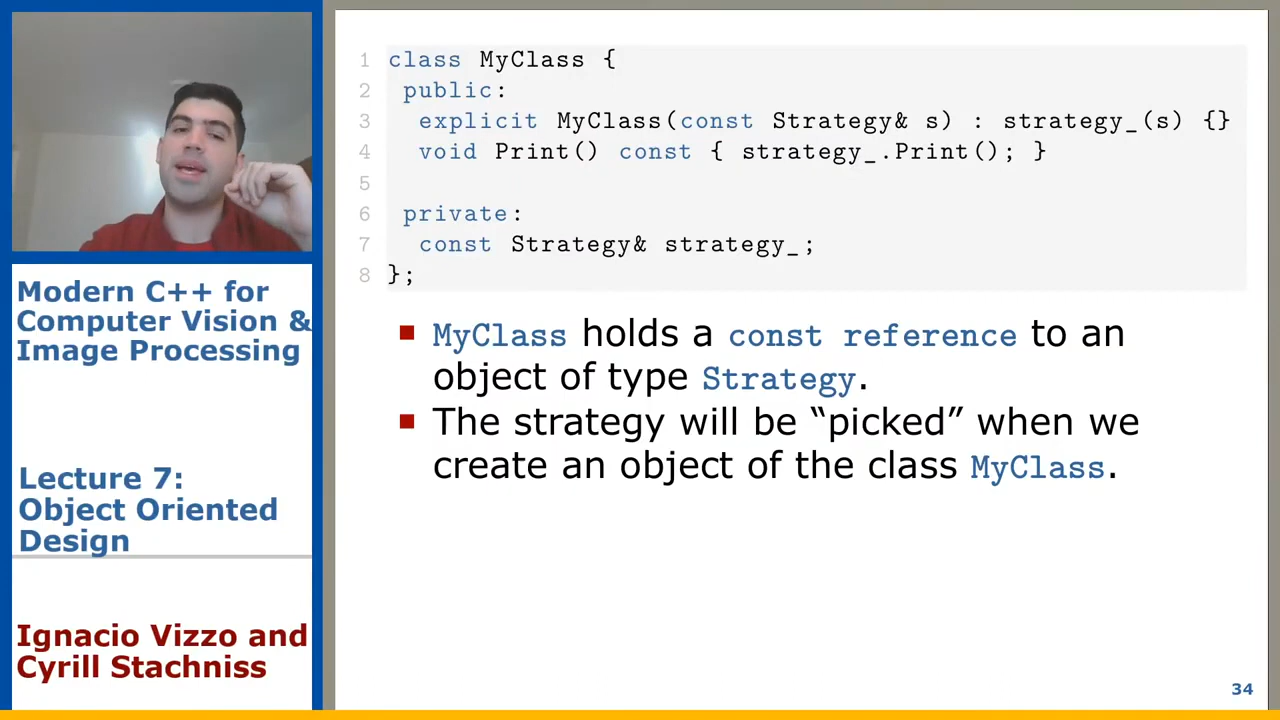 Modern C++ for
Computer Vision &
Image Processing
Lecture 7:
Object Oriented
Design
Ignacio Vizzo and
Cyrill Stachniss
1 class MyClass {
2 public:
3 explicit MyClass(const Strategy& s) : strategy_(s) {}
4 void Print() const { strategy_.Print(); }
5
6 private:
7 const Strategy& strategy_;
8 };
▪ MyClass holds a const reference to an
object of type Strategy.
▪ The strategy will be “picked” when we
create an object of the class MyClass.
34